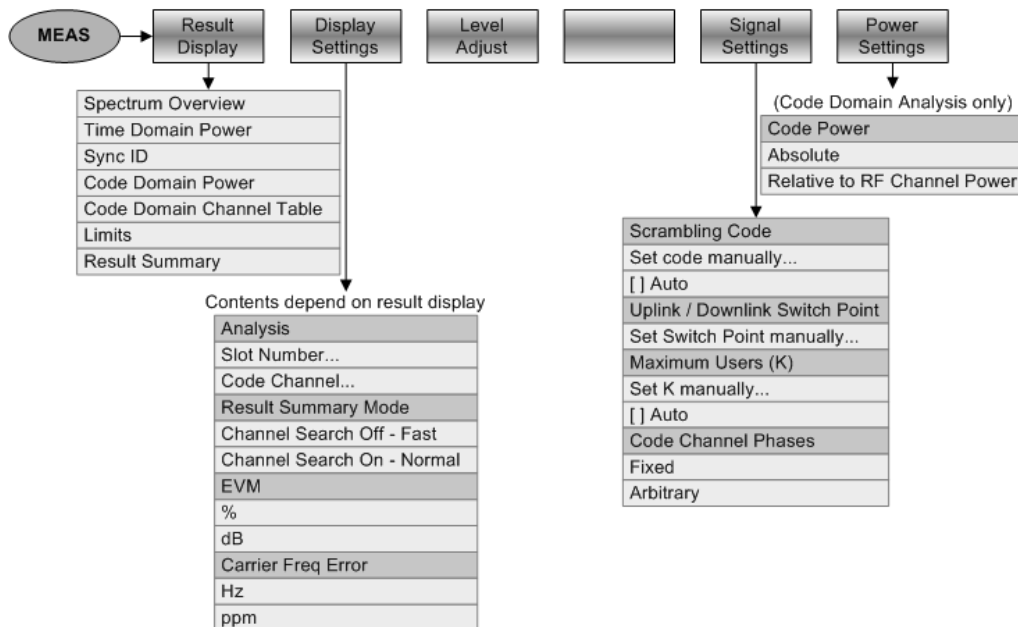 MEAS
Result
Display
Display
Settings
Level
Adjust
Signal
Settings
Power
Settings
Spectrum Overview
Time Domain Power
Sync ID
Code Domain Power
Code Domain Channel Table
Limits
Result Summary
Contents depend on result display
Analysis
Slot Number...
Code Channel...
Result Summary Mode
Channel Search Off - Fast
Channel Search On - Normal
EVM
%
dB
Carrier Freq Error
Hz
ppm
Scrambling Code
Set code manually...
[ ] Auto
Uplink / Downlink Switch Point
Set Switch Point manually...
Maximum Users (K)
Set K manually...
[ ] Auto
Code Channel Phases
Fixed
Arbitrary
(Code Domain Analysis only)
Code Power
Absolute
Relative to RF Channel Power